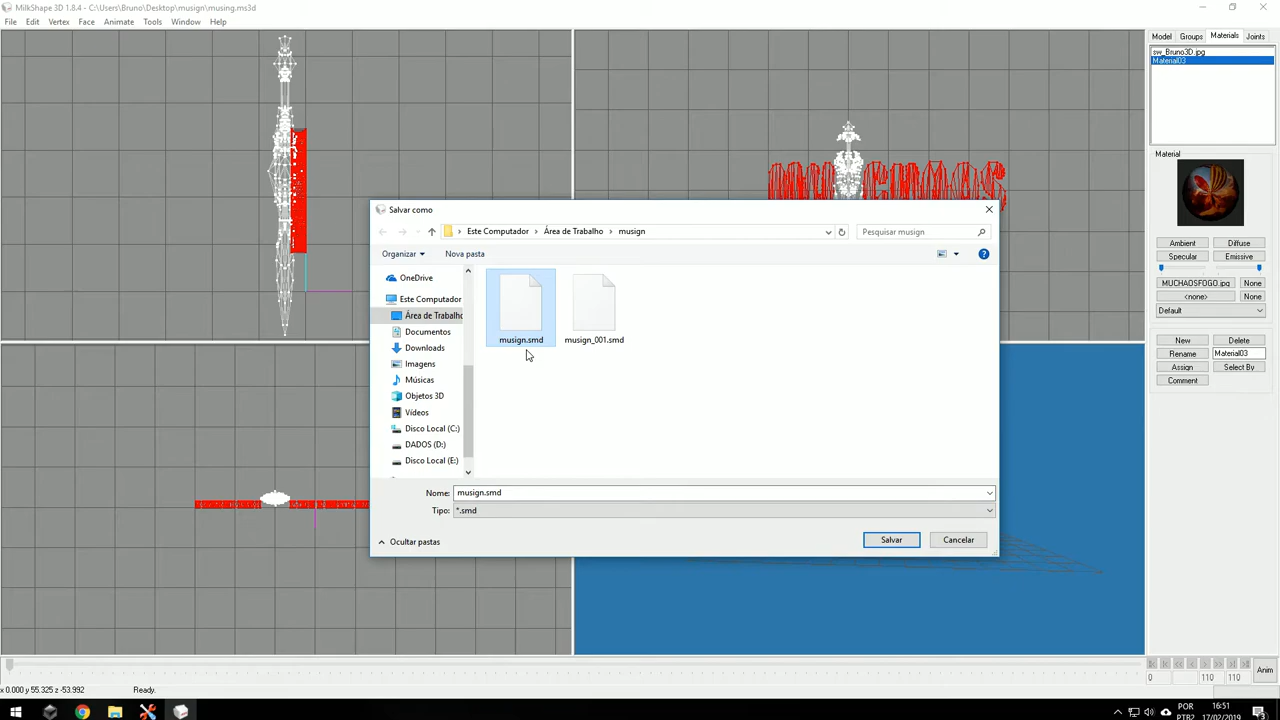 MilkShape 3D 1.8.4 - C:\Users\Bruno\Desktop\musign\musing.ms3d
File Edit Vertex Face Animate Tools Window Help
Model Groups Materials Joints
sw_Bruno3D.jpg
Material03
Material
Ambient Diffuse
Specular Emissive
MUCHAOSFOGO.jpg None
<none> None
Default
New Delete
Rename Material03
Assign Select By
Comment
Salvar como
Este Computador Área de Trabalho musign
Pesquisar musign
Organizar Nova pasta
OneDrive
Este Computador
Área de Trabalho
Documentos
Downloads
Imagens
Músicas
Objetos 3D
Vídeos
Disco Local (C:)
DADOS (D:)
Disco Local (E:)
musign.smd
musign_001.smd
Nome: musign.smd
Tipo: *.smd
Ocultar pastas
Salvar Cancelar
0 110 110 Anim
x 0.000 y 55.325 z -53.992 Ready.
POR 16:51
PTB2 17/02/2019
3